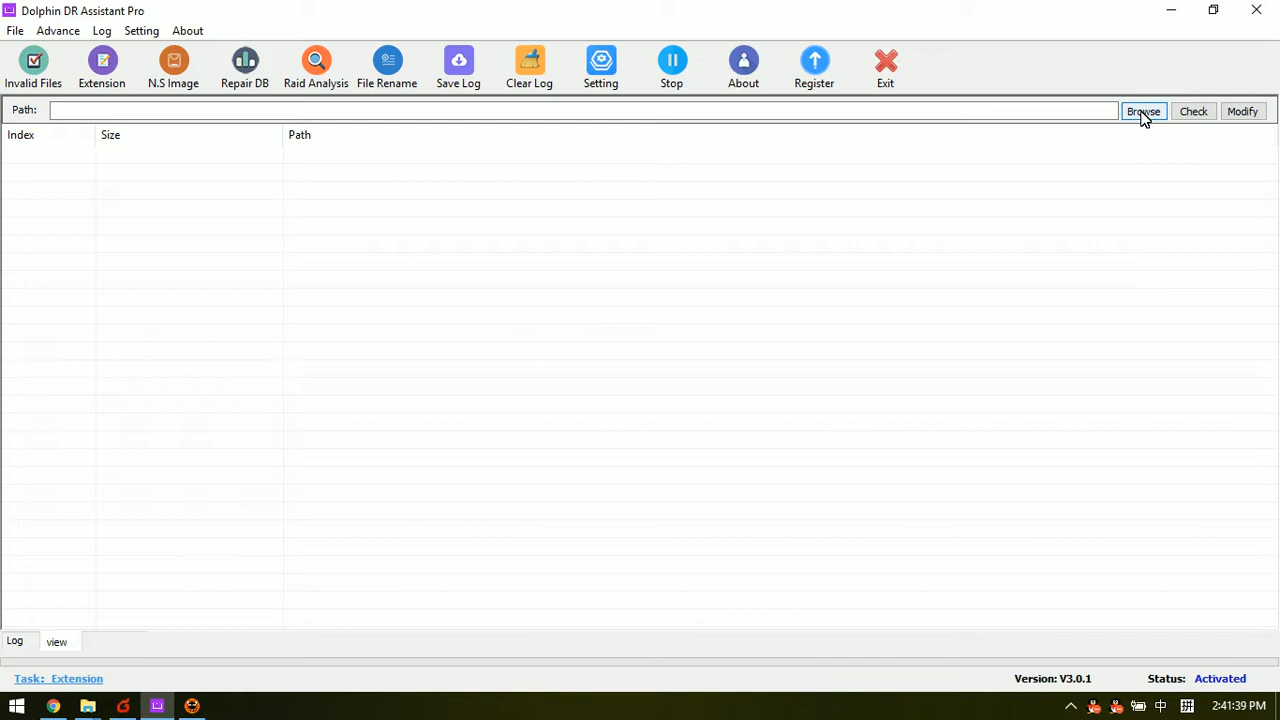 Dolphin DR Assistant Pro
File Advance Log Setting About
Invalid Files Extension N.S Image Repair DB Raid Analysis File Rename Save Log Clear Log Setting Stop About Register Exit
Path: Browse Check Modify
Index Size Path
Log view
Task: Extension Version: V3.0.1 Status: Activated
中 拼 2:41:39 PM